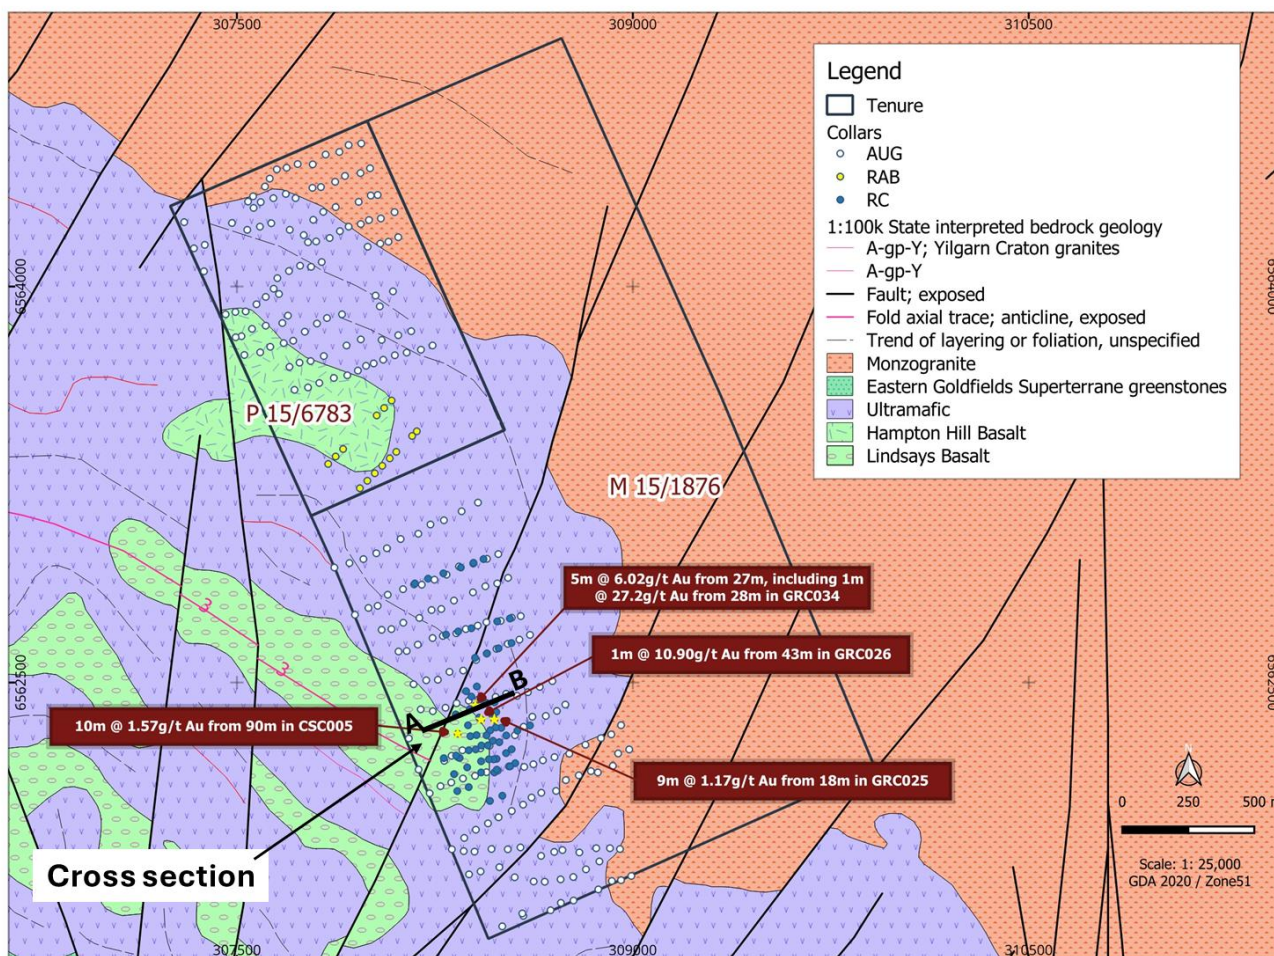 307500
309000
310500
Legend
Tenure
Collars
AUG
RAB
RC
1:100k State interpreted bedrock geology
A-gp-Y; Yilgarn Craton granites
A-gp-Y
Fault; exposed
Fold axial trace; anticline, exposed
Trend of layering or foliation, unspecified
Monzogranite
Eastern Goldfields Superterrane greenstones
Ultramafic
Hampton Hill Basalt
Lindsays Basalt
6564000
6564000
P 15/6783
M 15/1876
5m @ 6.02g/t Au from 27m, including 1m
@ 27.2g/t Au from 28m in GRC034
3
1m @ 10.90g/t Au from 43m in GRC026
3
6562500
6562500
B
A
10m @ 1.57g/t Au from 90m in CSC005
9m @ 1.17g/t Au from 18m in GRC025
N
0 250 500 m
Cross section
Scale: 1: 25,000
GDA 2020 / Zone51
307500
309000
310500